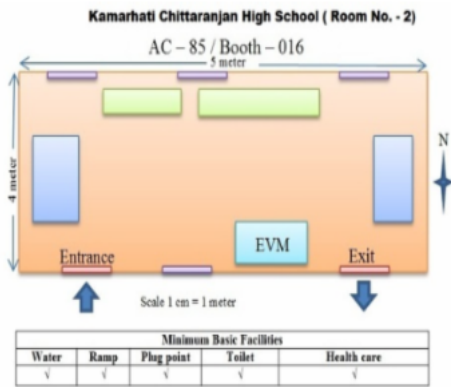 Kamarhati Chittaranjan High School ( Room No. - 2)
AC – 85 / Booth – 016
5 meter
4 meter
N
EVM
Entrance
Exit
Scale 1 cm = 1 meter
Minimum Basic Facilities
Water Ramp Plug point Toilet Health care
√ √ √ √ √